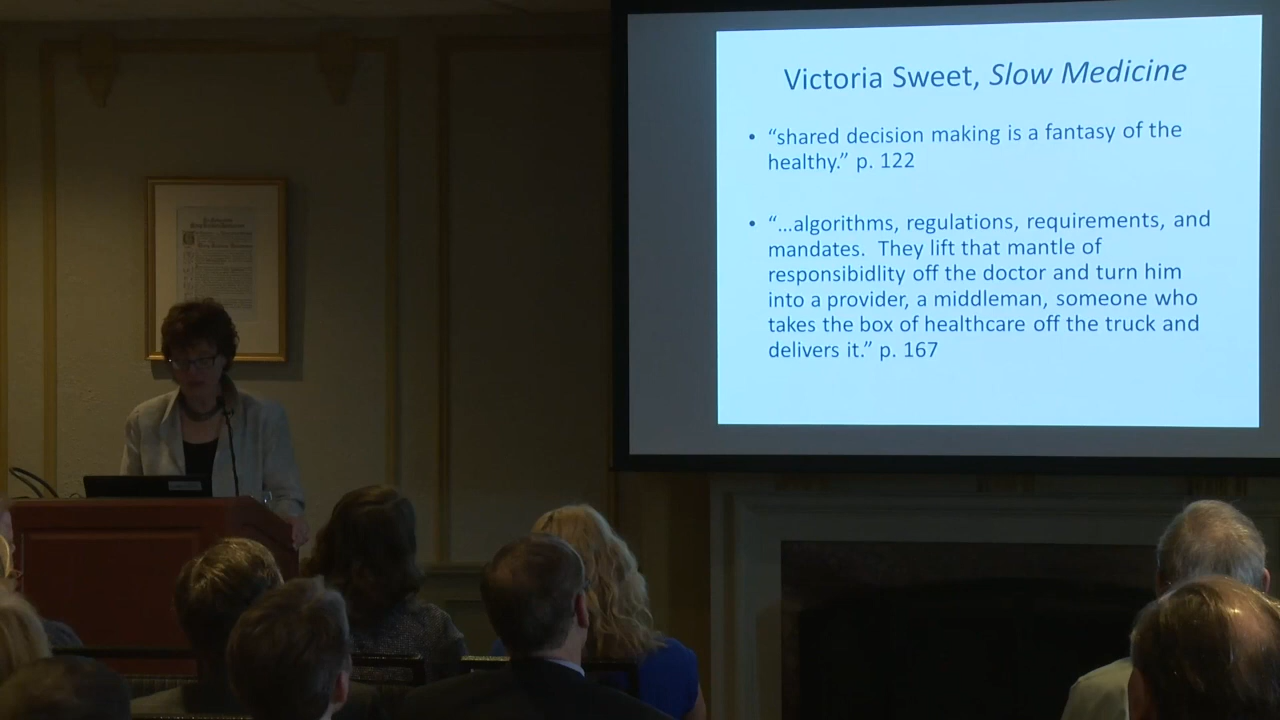 Victoria Sweet, Slow Medicine
• “shared decision making is a fantasy of the
healthy.” p. 122
• “…algorithms, regulations, requirements, and
mandates.  They lift that mantle of
responsibidlity off the doctor and turn him
into a provider, a middleman, someone who
takes the box of healthcare off the truck and
delivers it.” p. 167